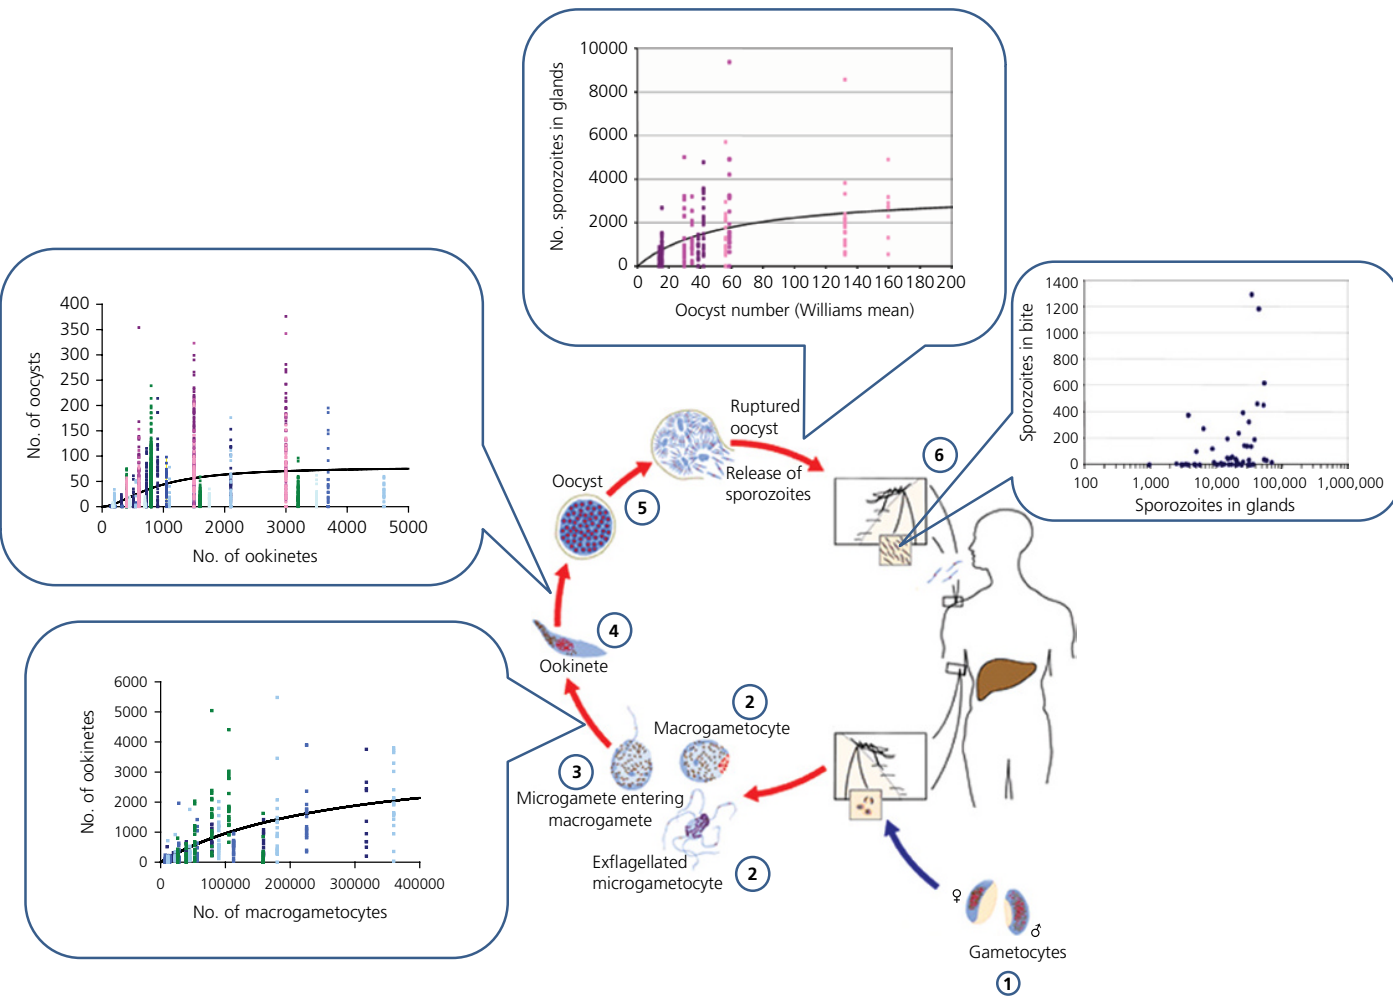 10000
8000
6000
4000
2000
0
No. sporozoites in glands
0 20 40 60 80 100 120 140 160 180 200
Oocyst number (Williams mean)
400
350
300
250
200
150
100
50
0
No. of oocysts
0 1000 2000 3000 4000 5000
No. of ookinetes
1400
1200
1000
800
600
400
200
0
Sporozoites in bite
100 1,000 10,000 100,000 1,000,000
Sporozoites in glands
Ruptured
oocyst
Release of
sporozoites
6
Oocyst
5
4
Ookinete
6000
5000
4000
3000
2000
1000
0
No. of ookinetes
0 100000 200000 300000 400000
No. of macrogametocytes
2
Macrogametocyte
3
Microgamete entering
macrogamete
Exflagellated
microgametocyte
2
♀
♂
Gametocytes
1